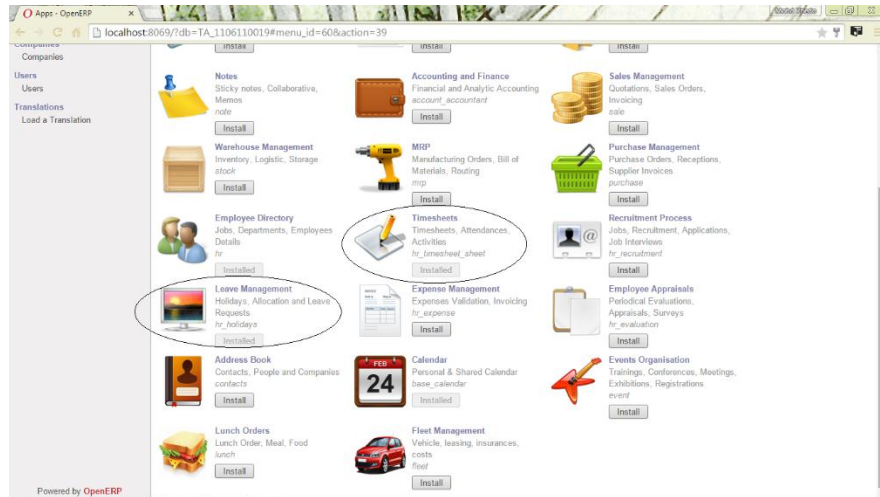 Apps - OpenERP
localhost:8069/?db=TA_1106110019#menu_id=60&action=39
Companies
Companies
Users
Users
Translations
Load a Translation
Install
Install
Install
Notes
Sticky notes, Collaborative,
Memos
note
Install
Accounting and Finance
Financial and Analytic Accounting
account_accountant
Install
Sales Management
Quotations, Sales Orders,
Invoicing
sale
Install
Warehouse Management
Inventory, Logistic, Storage
stock
Install
MRP
Manufacturing Orders, Bill of
Materials, Routing
mrp
Install
Purchase Management
Purchase Orders, Receptions,
Supplier Invoices
purchase
Install
Employee Directory
Jobs, Departments, Employees
Details
hr
Installed
Timesheets
Timesheets, Attendances,
Activities
hr_timesheet_sheet
Installed
Recruitment Process
Jobs, Recruitment, Applications,
Job Interviews
hr_recruitment
Install
Leave Management
Holidays, Allocation and Leave
Requests
hr_holidays
Installed
Expense Management
Expenses Validation, Invoicing
hr_expense
Install
Employee Appraisals
Periodical Evaluations,
Appraisals, Surveys
hr_evaluation
Install
Address Book
Contacts, People and Companies
contacts
Install
FEB
24
Calendar
Personal & Shared Calendar
base_calendar
Installed
Events Organisation
Trainings, Conferences, Meetings,
Exhibitions, Registrations
event
Install
Lunch Orders
Lunch Order, Meal, Food
lunch
Install
Fleet Management
Vehicle, leasing, insurances,
costs
fleet
Install
Powered by OpenERP